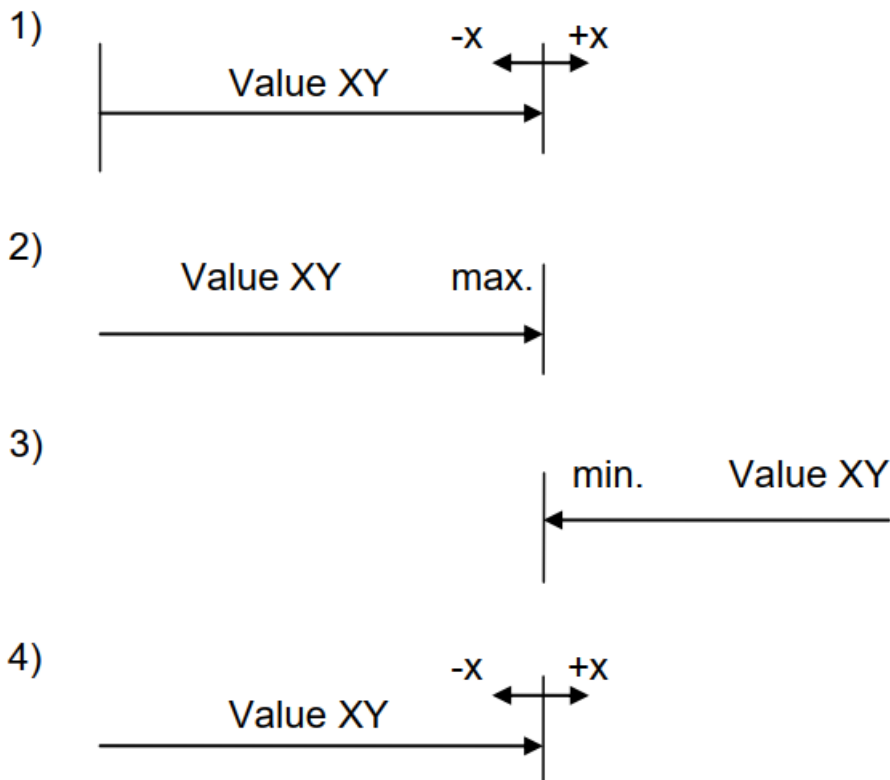 1)
-x +x
Value XY
2)
Value XY max.
3)
min. Value XY
4)
-x +x
Value XY